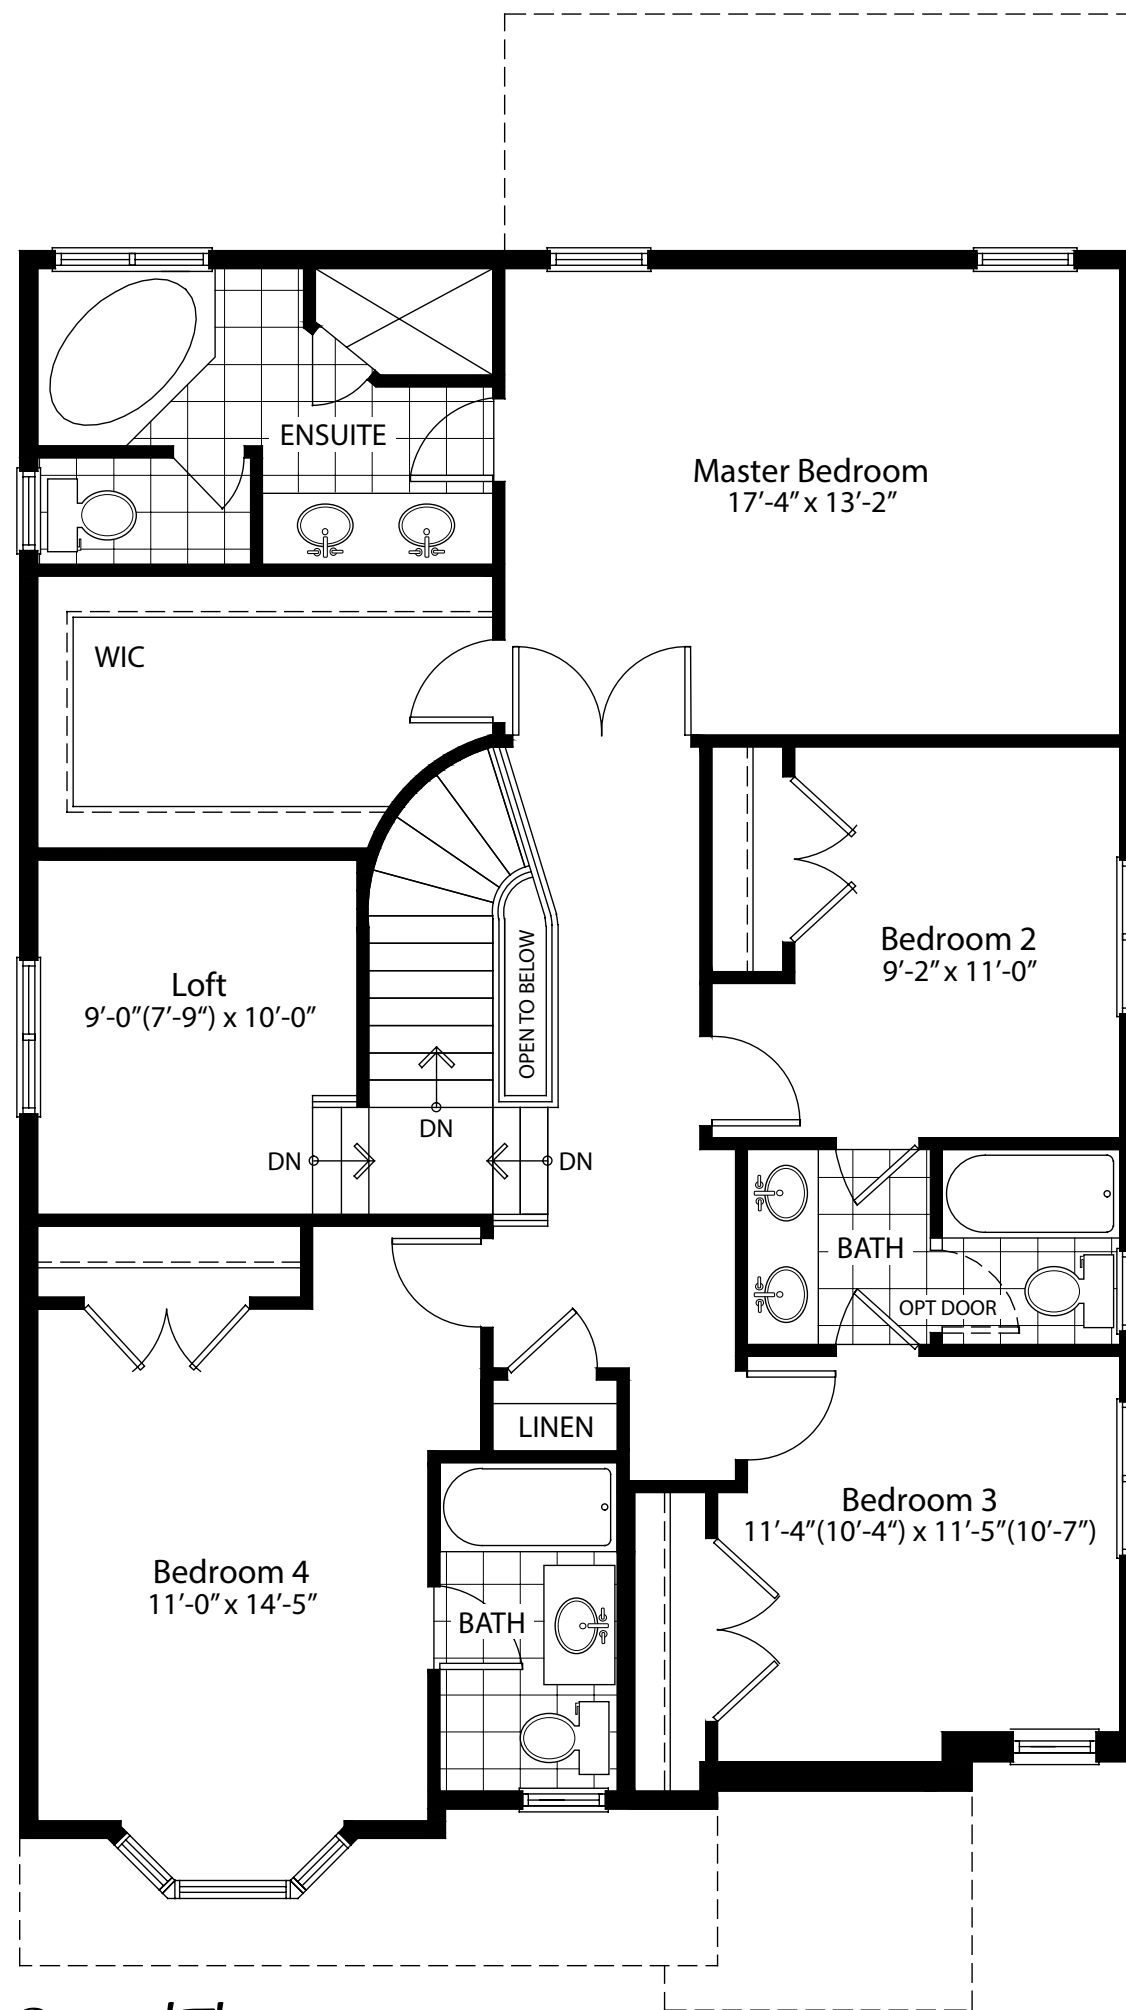 ENSUITE
Master Bedroom
17’-4” x 13’-2”
WIC
Bedroom 2
9’-2” x 11’-0”
OPEN TO BELOW
Loft
9’-0”(7’-9“) x 10’-0”
DN
DN
DN
BATH
OPT DOOR
LINEN
Bedroom 3
11’-4”(10’-4“) x 11’-5”(10’-7”)
Bedroom 4
11’-0” x 14’-5”
BATH